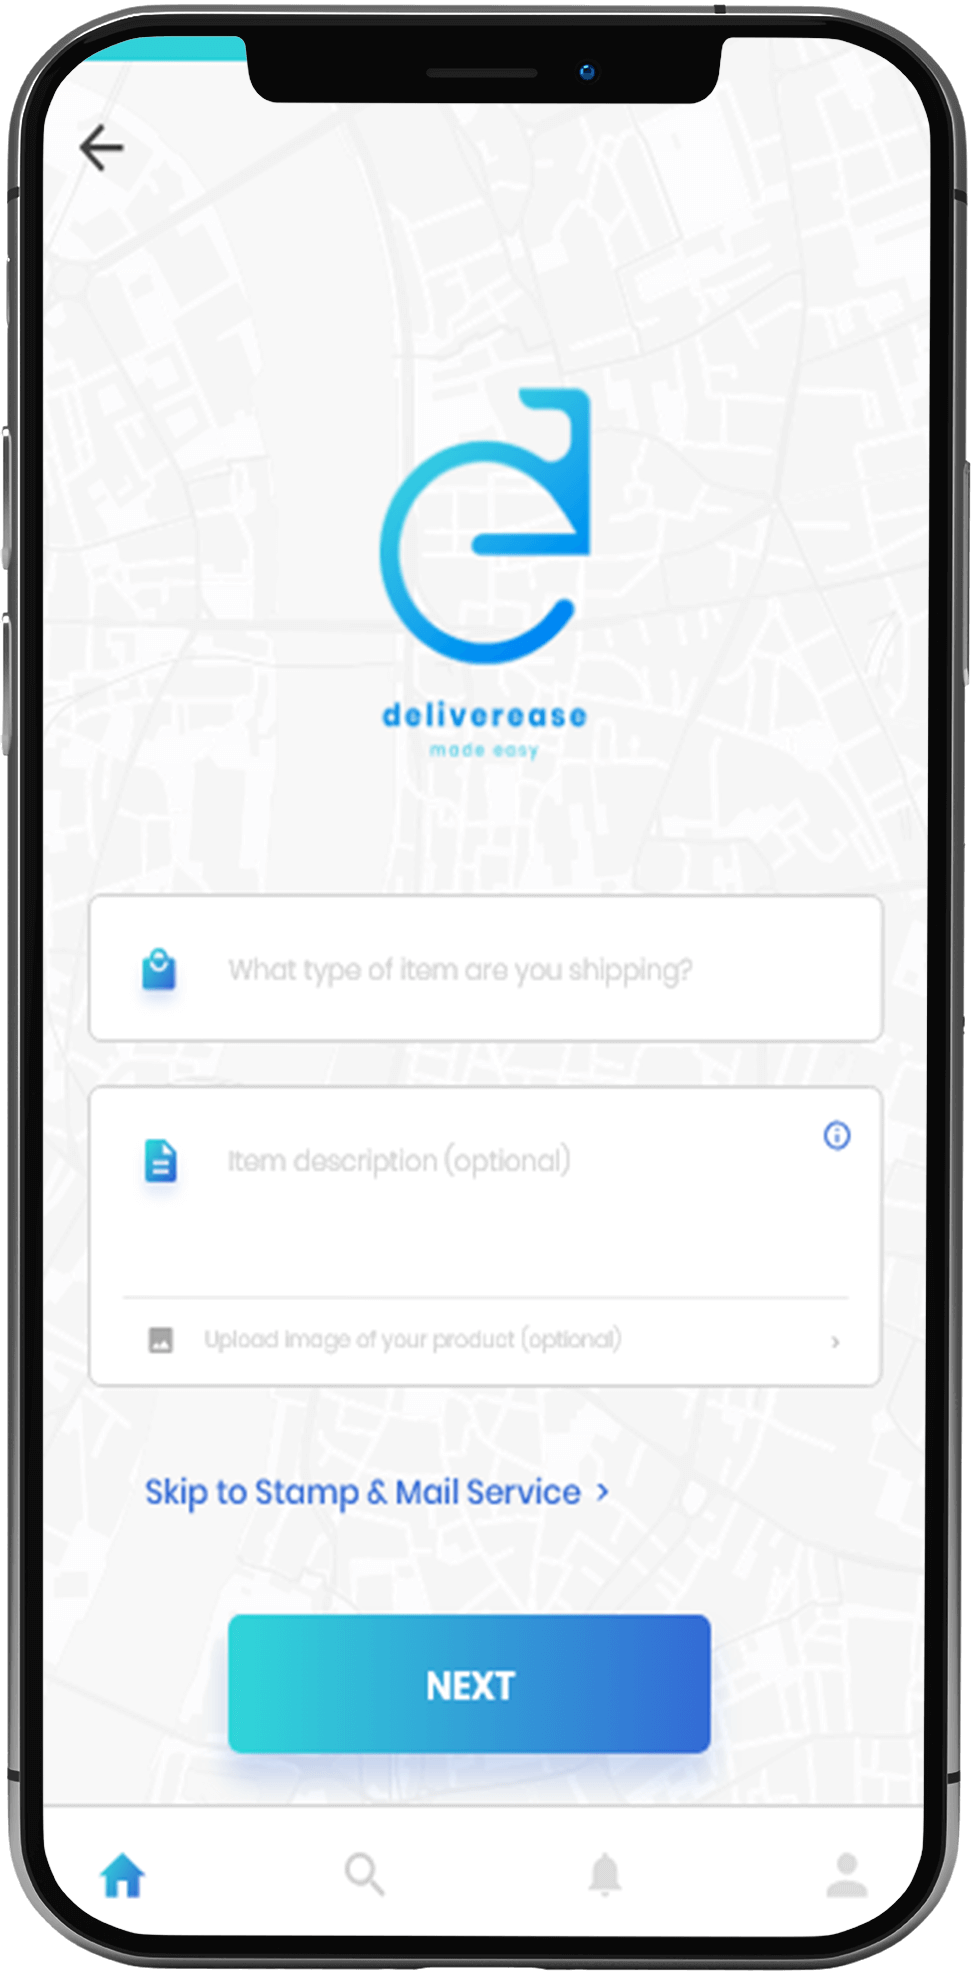 deliverease
made easy
What type of item are you shipping?
Item description (optional)
Upload image of your product (optional)
Skip to Stamp & Mail Service >
NEXT